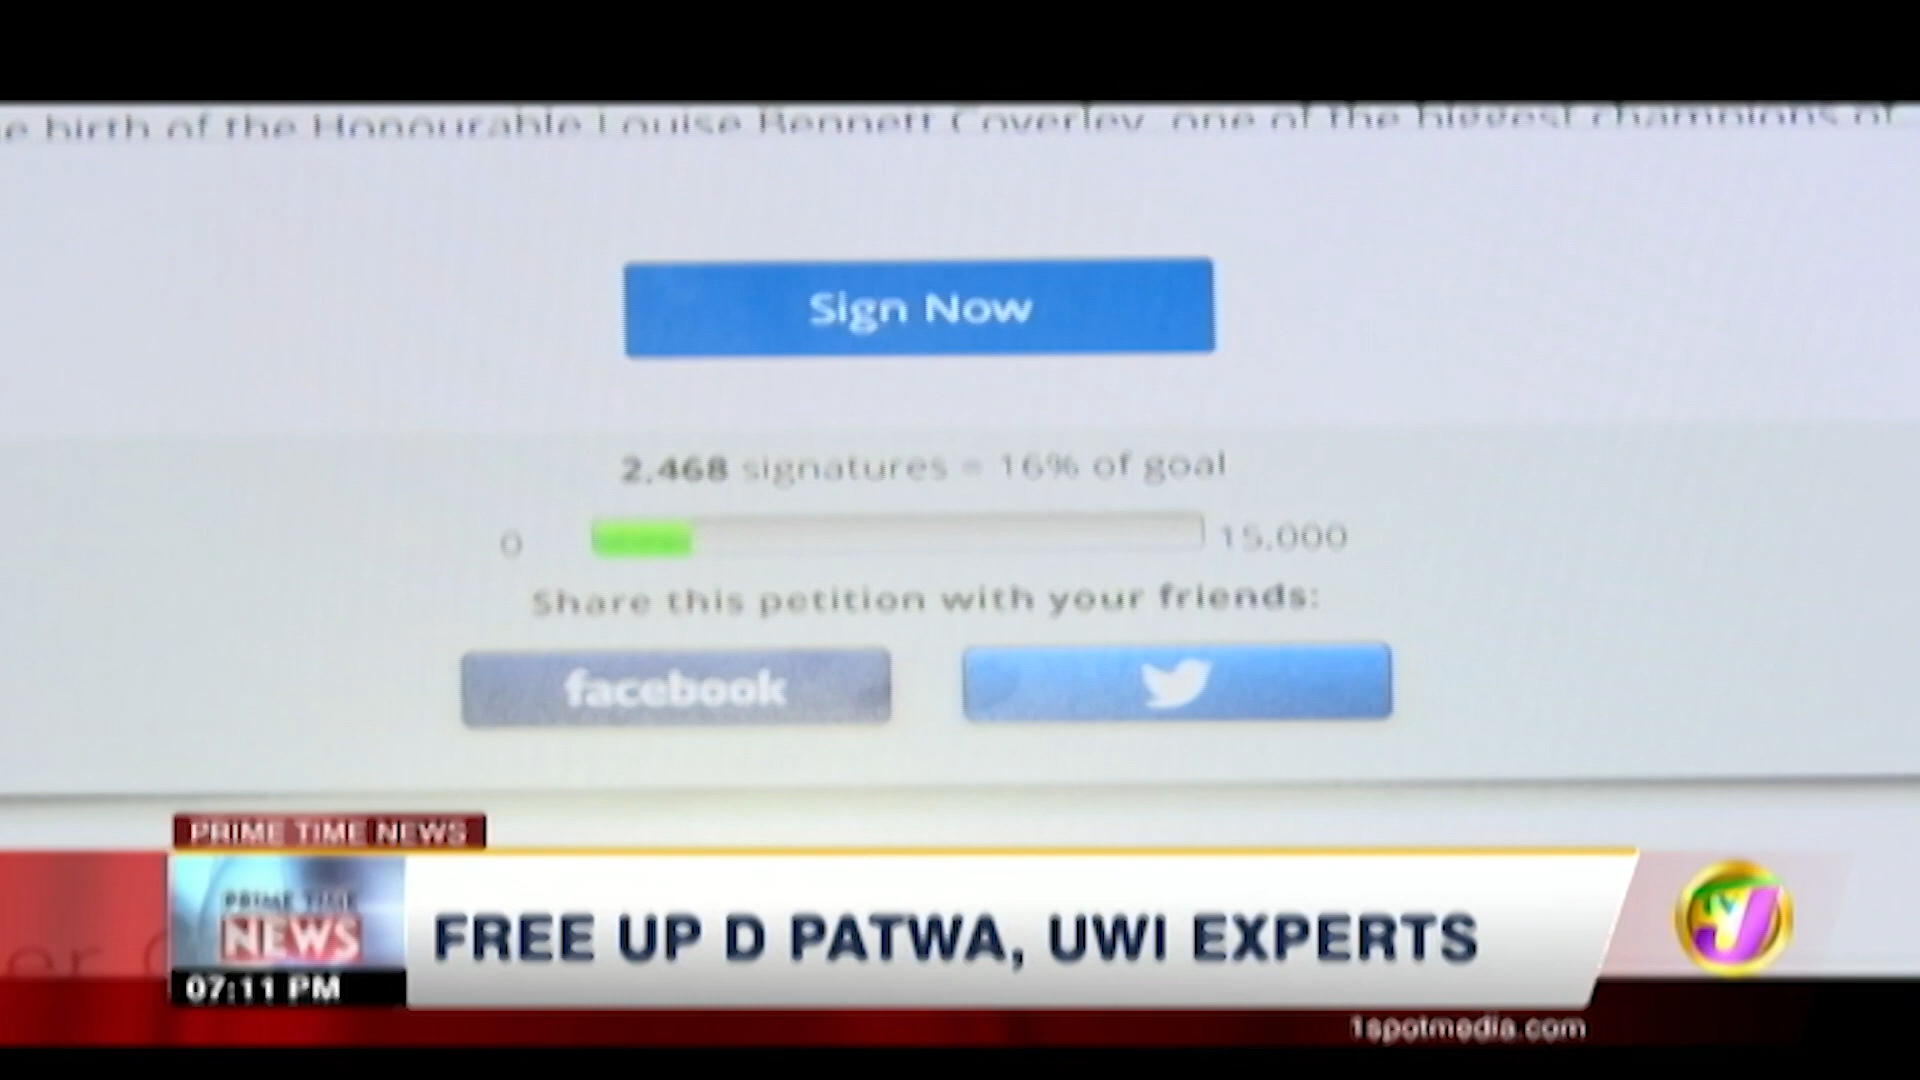 e birth of the Honourable Louise Bennett Coverley, one of the biggest champions of
Sign Now
2,468 signatures = 16% of goal
0 15,000
Share this petition with your friends:
facebook
PRIME TIME NEWS
PRIME TIME
NEWS
07:11 PM
FREE UP D PATWA, UWI EXPERTS
TVJ
er
1spotmedia.com